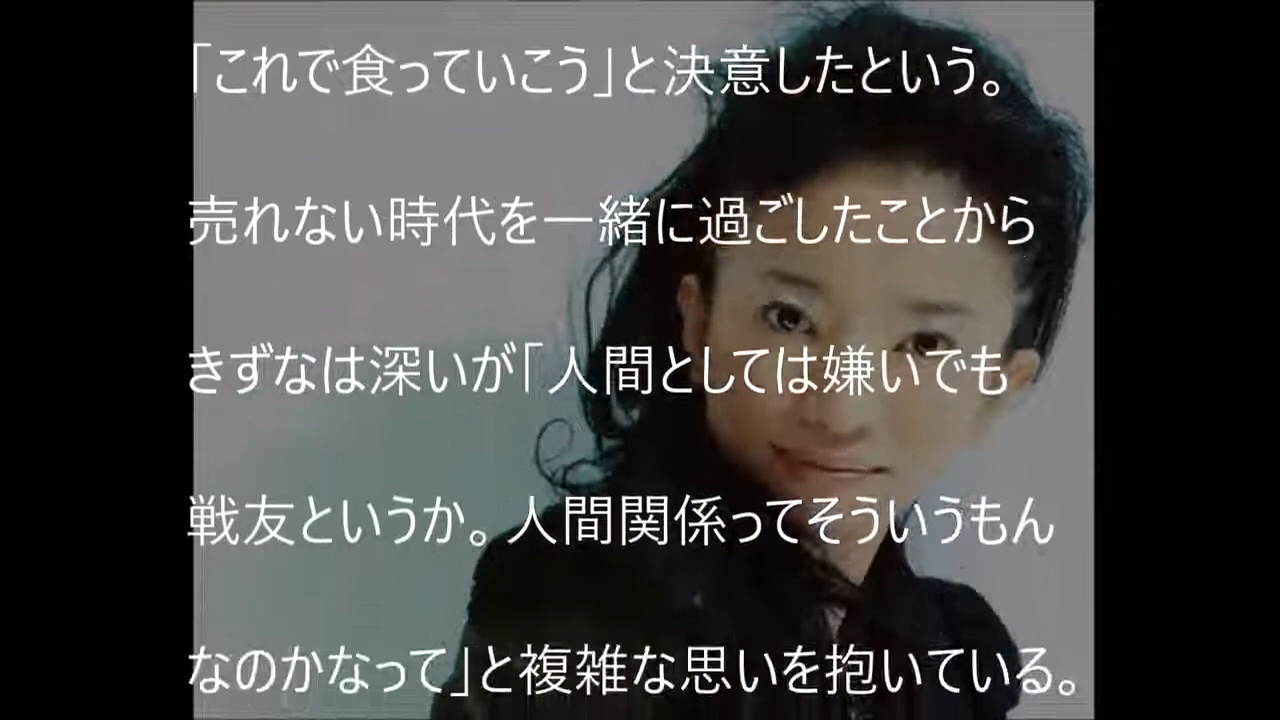 「これで食っていこう」と決意したという。
売れない時代を一緒に過ごしたことから
きずなは深いが「人間としては嫌いでも
戦友というか。人間関係ってそういうもん
なのかなって」と複雑な思いを抱いている。